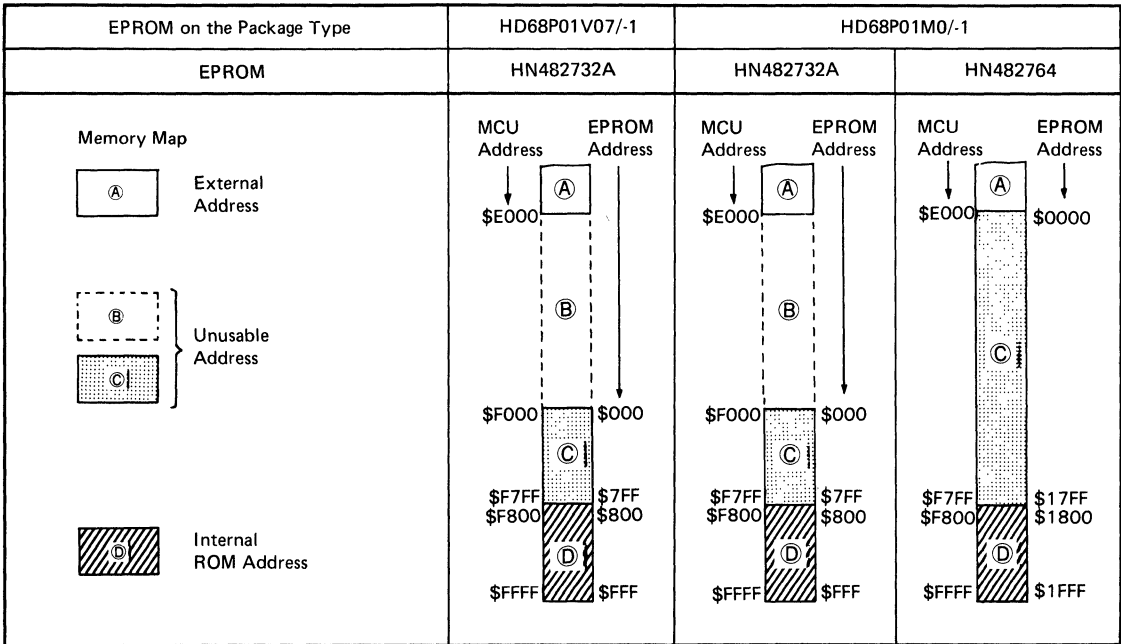 EPROM on the Package Type
HD68P01V07/-1
HD68P01M0/-1
EPROM
HN482732A
HN482732A
HN482764
Memory Map
Ⓐ
External
Address
Ⓑ
Ⓒ
Unusable
Address
Ⓓ
Internal
ROM Address
MCU
Address
EPROM
Address
Ⓐ
$E000
Ⓑ
$F000
$000
Ⓒ
$F7FF
$7FF
$F800
$800
Ⓓ
$FFFF
$FFF
MCU
Address
EPROM
Address
Ⓐ
$E000
Ⓑ
$F000
$000
Ⓒ
$F7FF
$7FF
$F800
$800
Ⓓ
$FFFF
$FFF
MCU
Address
EPROM
Address
Ⓐ
$E000
$0000
Ⓒ
$F7FF
$17FF
$F800
$1800
Ⓓ
$FFFF
$1FFF